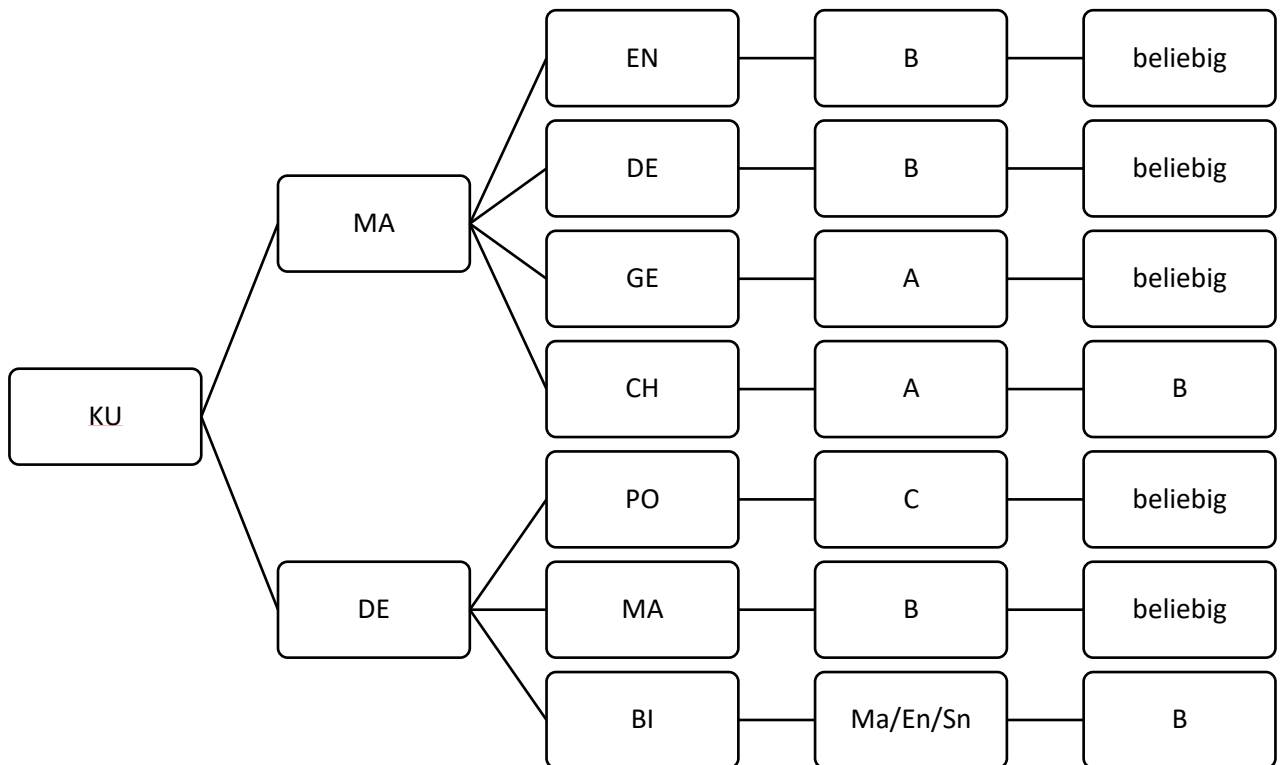 EN B beliebig
DE B beliebig
MA
GE A beliebig
CH A B
KU
PO C beliebig
DE MA B beliebig
BI Ma/En/Sn B